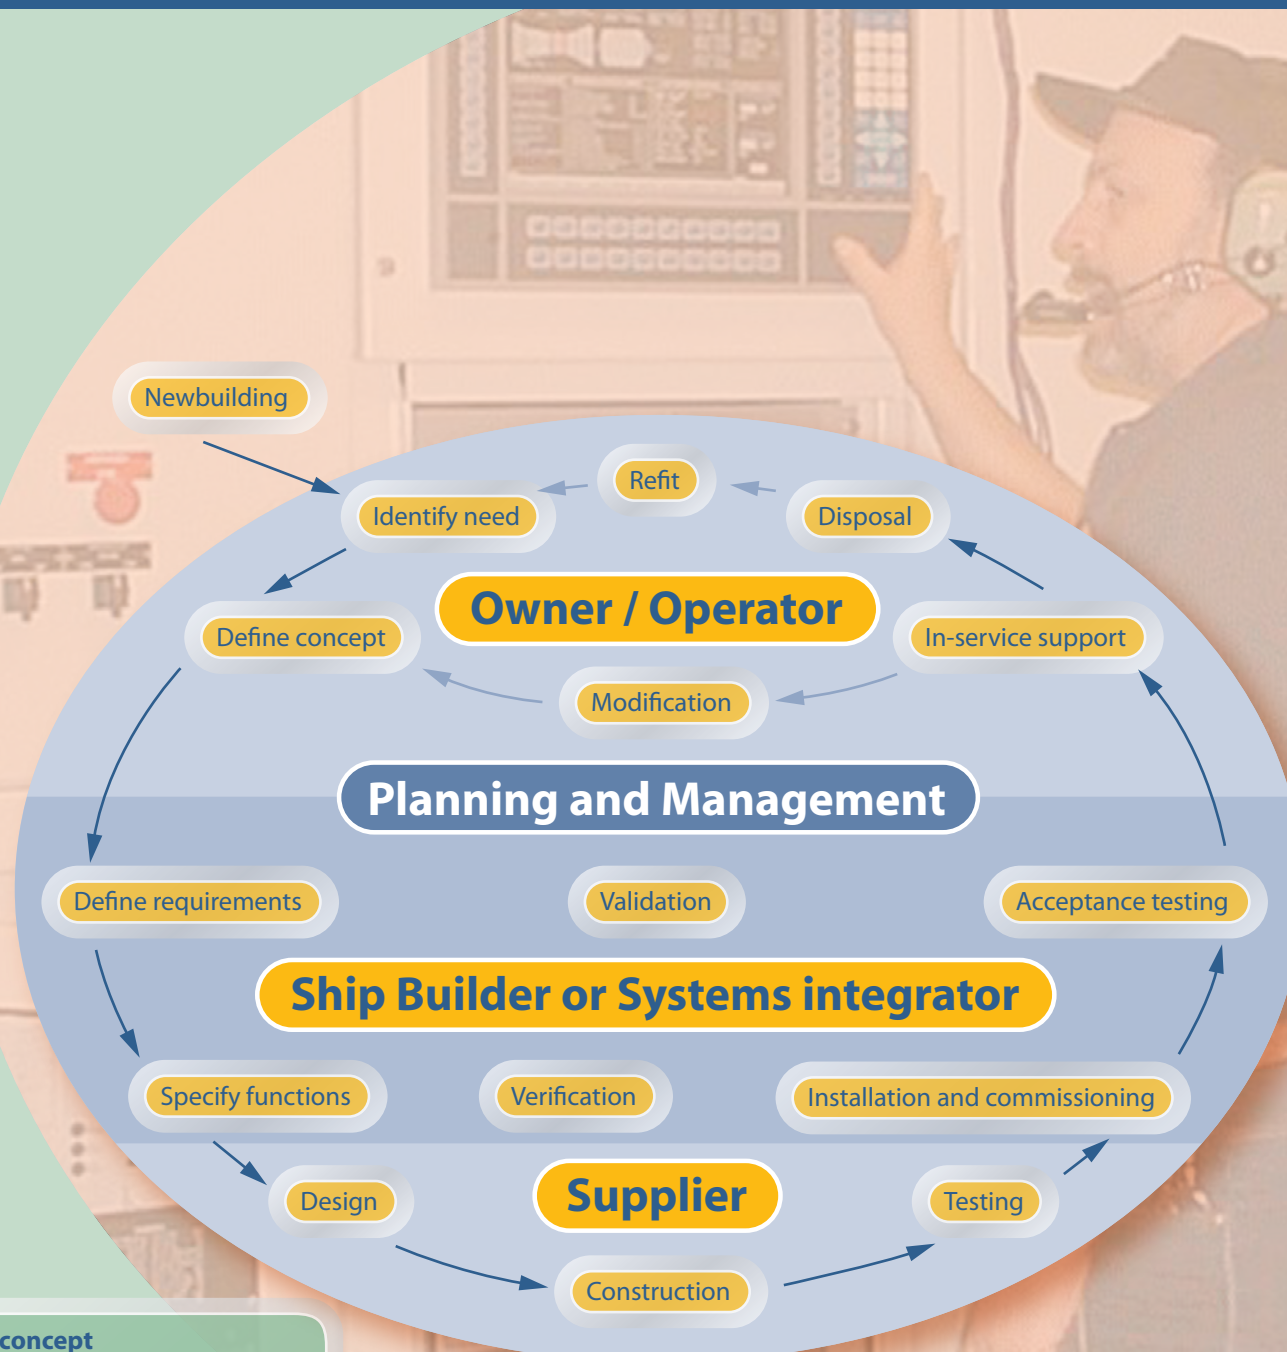 Newbuilding
Refit
Identify need
Disposal
Owner / Operator
Define concept
In-service support
Modification
Planning and Management
Define requirements
Validation
Acceptance testing
Ship Builder or Systems integrator
Specify functions
Verification
Installation and commissioning
Design
Supplier
Testing
Construction
concept